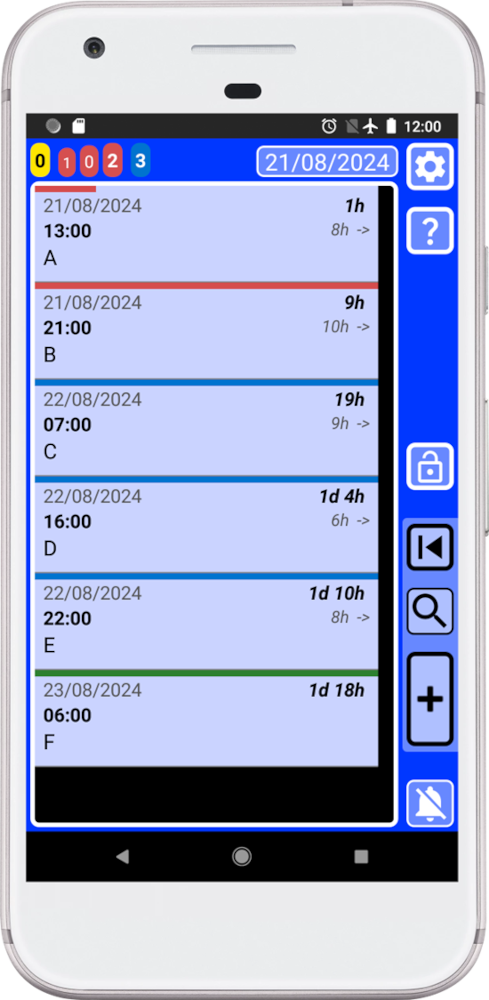 12:00
0 1 0 2 3 21/08/2024
?
21/08/2024 1h
13:00 8h ->
A
21/08/2024 9h
21:00 10h ->
B
22/08/2024 19h
07:00 9h ->
C
22/08/2024 1d 4h
16:00 6h ->
D
22/08/2024 1d 10h
22:00 8h ->
E
23/08/2024 1d 18h
06:00
F
+